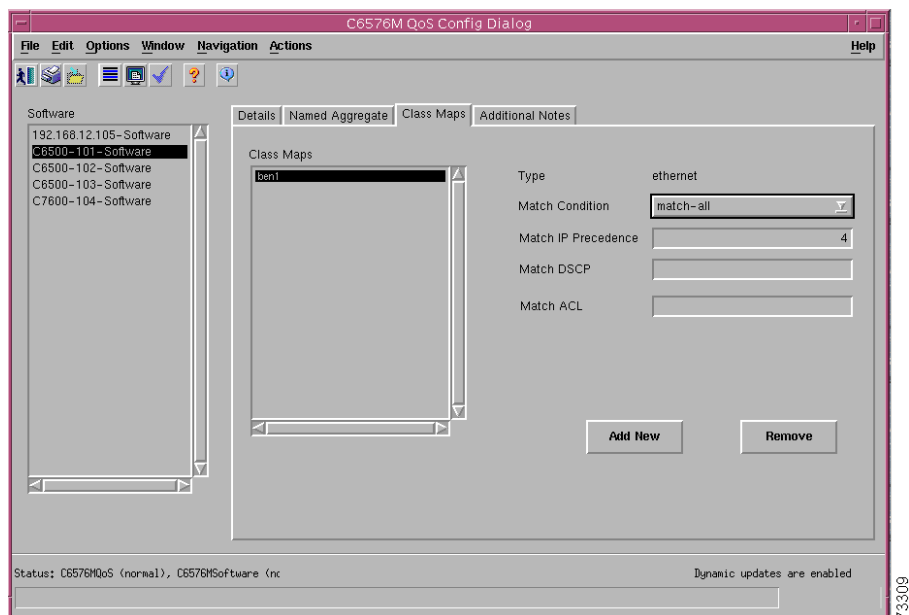 C6576M QoS Config Dialog
File Edit Options Window Navigation Actions Help
Software
192.168.12.105-Software
C6500-101-Software
C6500-102-Software
C6500-103-Software
C7600-104-Software
Details Named Aggregate Class Maps Additional Notes
Class Maps
ben1
Type ethernet
Match Condition match-all
Match IP Precedence 4
Match DSCP
Match ACL
Add New Remove
Status: C6576MQoS (normal), C6576MSoftware (nc Dynamic updates are enabled
73309